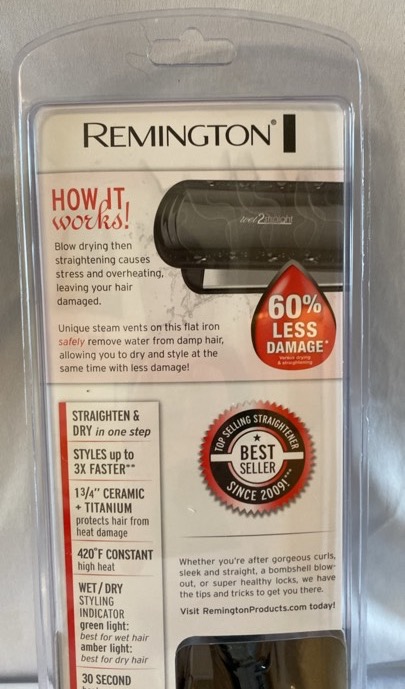 REMINGTON®
HOW IT
works!
wet2straight
Blow drying then
straightening causes
stress and overheating,
leaving your hair
damaged.
Unique steam vents on this flat iron
safely remove water from damp hair,
allowing you to dry and style at the
same time with less damage!
60%
LESS
DAMAGE*
Versus drying
& straightening
STRAIGHTEN &
DRY in one step
STYLES up to
3X FASTER**
1 3/4" CERAMIC
+ TITANIUM
protects hair from
heat damage
420°F CONSTANT
high heat
WET/DRY
STYLING
INDICATOR
green light:
best for wet hair
amber light:
best for dry hair
30 SECOND
TOP SELLING STRAIGHTENER
BEST
SELLER
SINCE 2009!***
Whether you're after gorgeous curls,
sleek and straight, a bombshell blow-
out, or super healthy locks, we have
the tips and tricks to get you there.
Visit RemingtonProducts.com today!